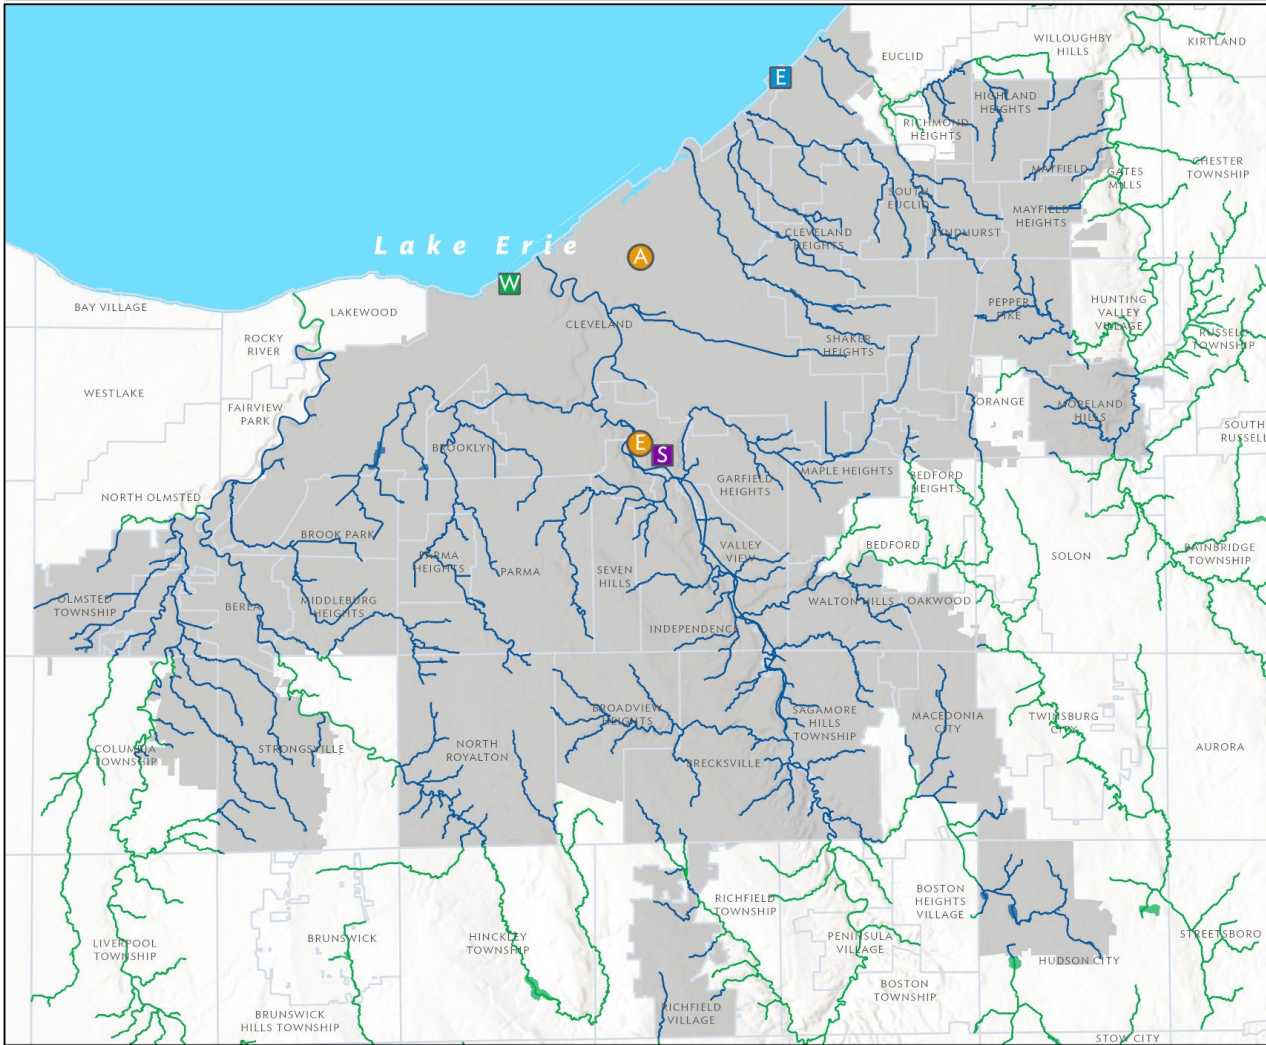 WILLOUGHBY
HILLS
KIRTLAND
EUCLID
E
HIGHLAND
HEIGHTS
RICHMOND
HEIGHTS
CHESTER
TOWNSHIP
MAYFIELD
GATES
MILLS
SOUTH
EUCLID
MAYFIELD
HEIGHTS
CLEVELAND
HEIGHTS
LYNDHURST
Lake Erie
A
W
BAY VILLAGE
LAKEWOOD
CLEVELAND
PEPPER
PIKE
HUNTING
VALLEY
VILLAGE
RUSSELL
TOWNSHIP
ROCKY
RIVER
SHAKER
HEIGHTS
WESTLAKE
FAIRVIEW
PARK
ORANGE
MORELAND
HILLS
SOUTH
RUSSELL
BROOKLYN
E
S
MAPLE HEIGHTS
GARFIELD
HEIGHTS
BEDFORD
HEIGHTS
NORTH OLMSTED
BROOK PARK
VALLEY
VIEW
BEDFORD
SOLON
BAINBRIDGE
TOWNSHIP
PARMA
HEIGHTS
PARMA
SEVEN
HILLS
OLMSTED
TOWNSHIP
BEREA
MIDDLEBURG
HEIGHTS
WALTON HILLS
OAKWOOD
INDEPENDENCE
BROADVIEW
HEIGHTS
SAGAMORE
HILLS
TOWNSHIP
MACEDONIA
CITY
TWINSBURG
CITY
COLUMBIA
TOWNSHIP
STRONGSVILLE
NORTH
ROYALTON
AURORA
BRECKSVILLE
RICHFIELD
TOWNSHIP
BOSTON
HEIGHTS
VILLAGE
LIVERPOOL
TOWNSHIP
BRUNSWICK
HINCKLEY
TOWNSHIP
PENINSULA
VILLAGE
STREETSBORO
HUDSON CITY
BOSTON
TOWNSHIP
BRUNSWICK
HILLS TOWNSHIP
RICHFIELD
VILLAGE
STOW CITY